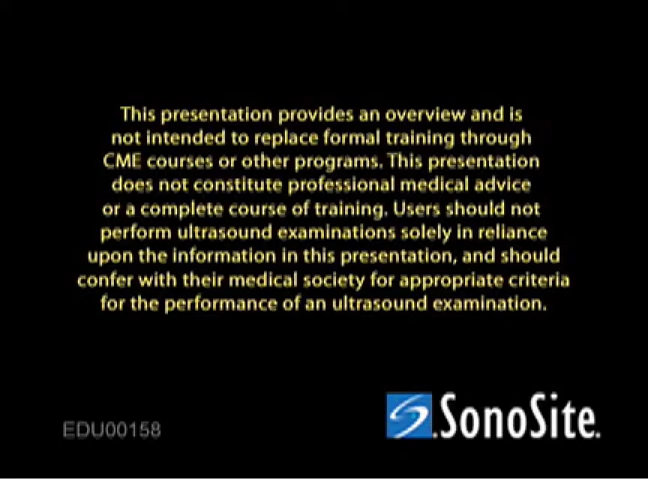 This presentation provides an overview and is
not intended to replace formal training through
CME courses or other programs. This presentation
does not constitute professional medical advice
or a complete course of training. Users should not
perform ultrasound examinations solely in reliance
upon the information in this presentation, and should
confer with their medical society for appropriate criteria
for the performance of an ultrasound examination.
EDU00158
SonoSite.